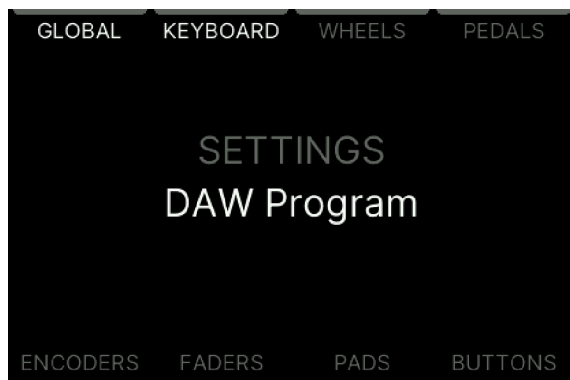 GLOBAL KEYBOARD WHEELS PEDALS
SETTINGS
DAW Program
ENCODERS FADERS PADS BUTTONS